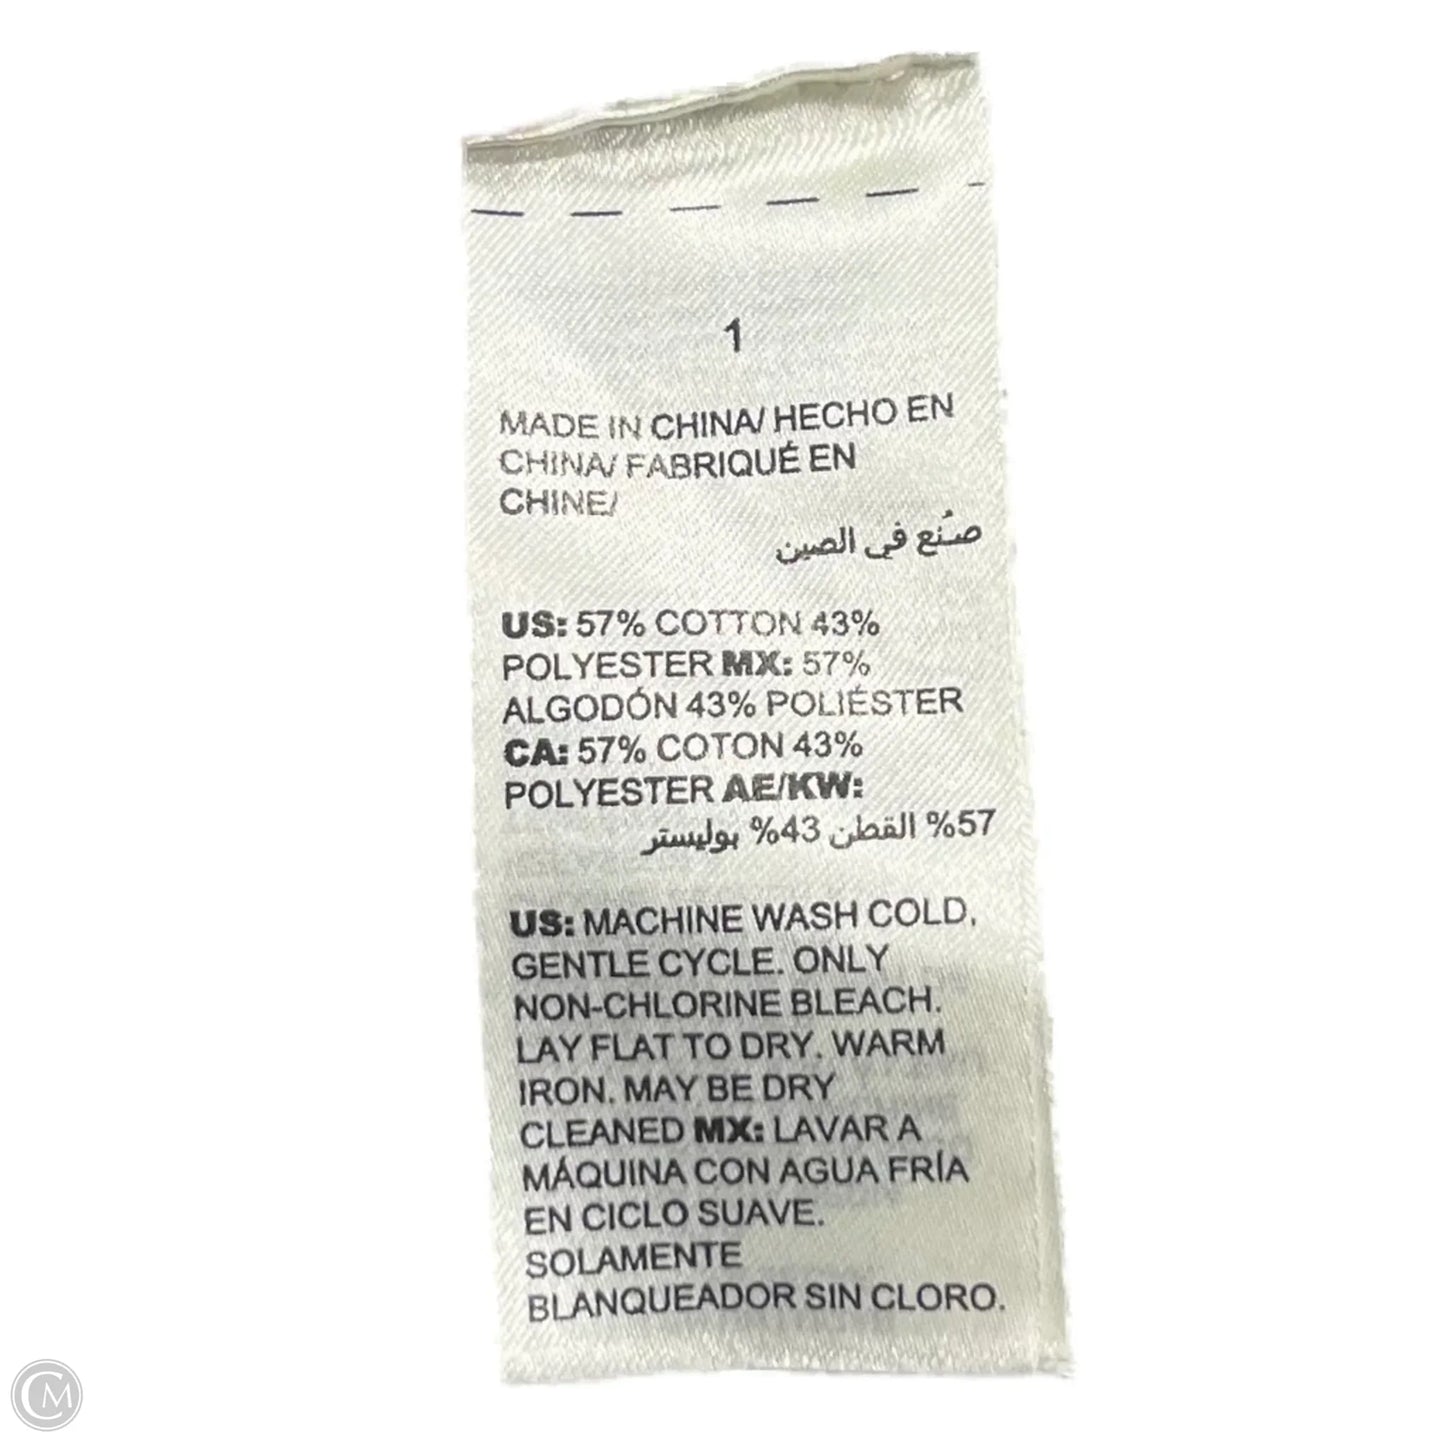 1
MADE IN CHINA/ HECHO EN
CHINA/ FABRIQUÉ EN
CHINE/
صُنع في الصين
US: 57% COTTON 43%
POLYESTER MX: 57%
ALGODÓN 43% POLIÉSTER
CA: 57% COTON 43%
POLYESTER AE/KW:
57% القطن 43% بوليستر
US: MACHINE WASH COLD,
GENTLE CYCLE. ONLY
NON-CHLORINE BLEACH.
LAY FLAT TO DRY. WARM
IRON. MAY BE DRY
CLEANED MX: LAVAR A
MÁQUINA CON AGUA FRÍA
EN CICLO SUAVE.
SOLAMENTE
BLANQUEADOR SIN CLORO.
CM